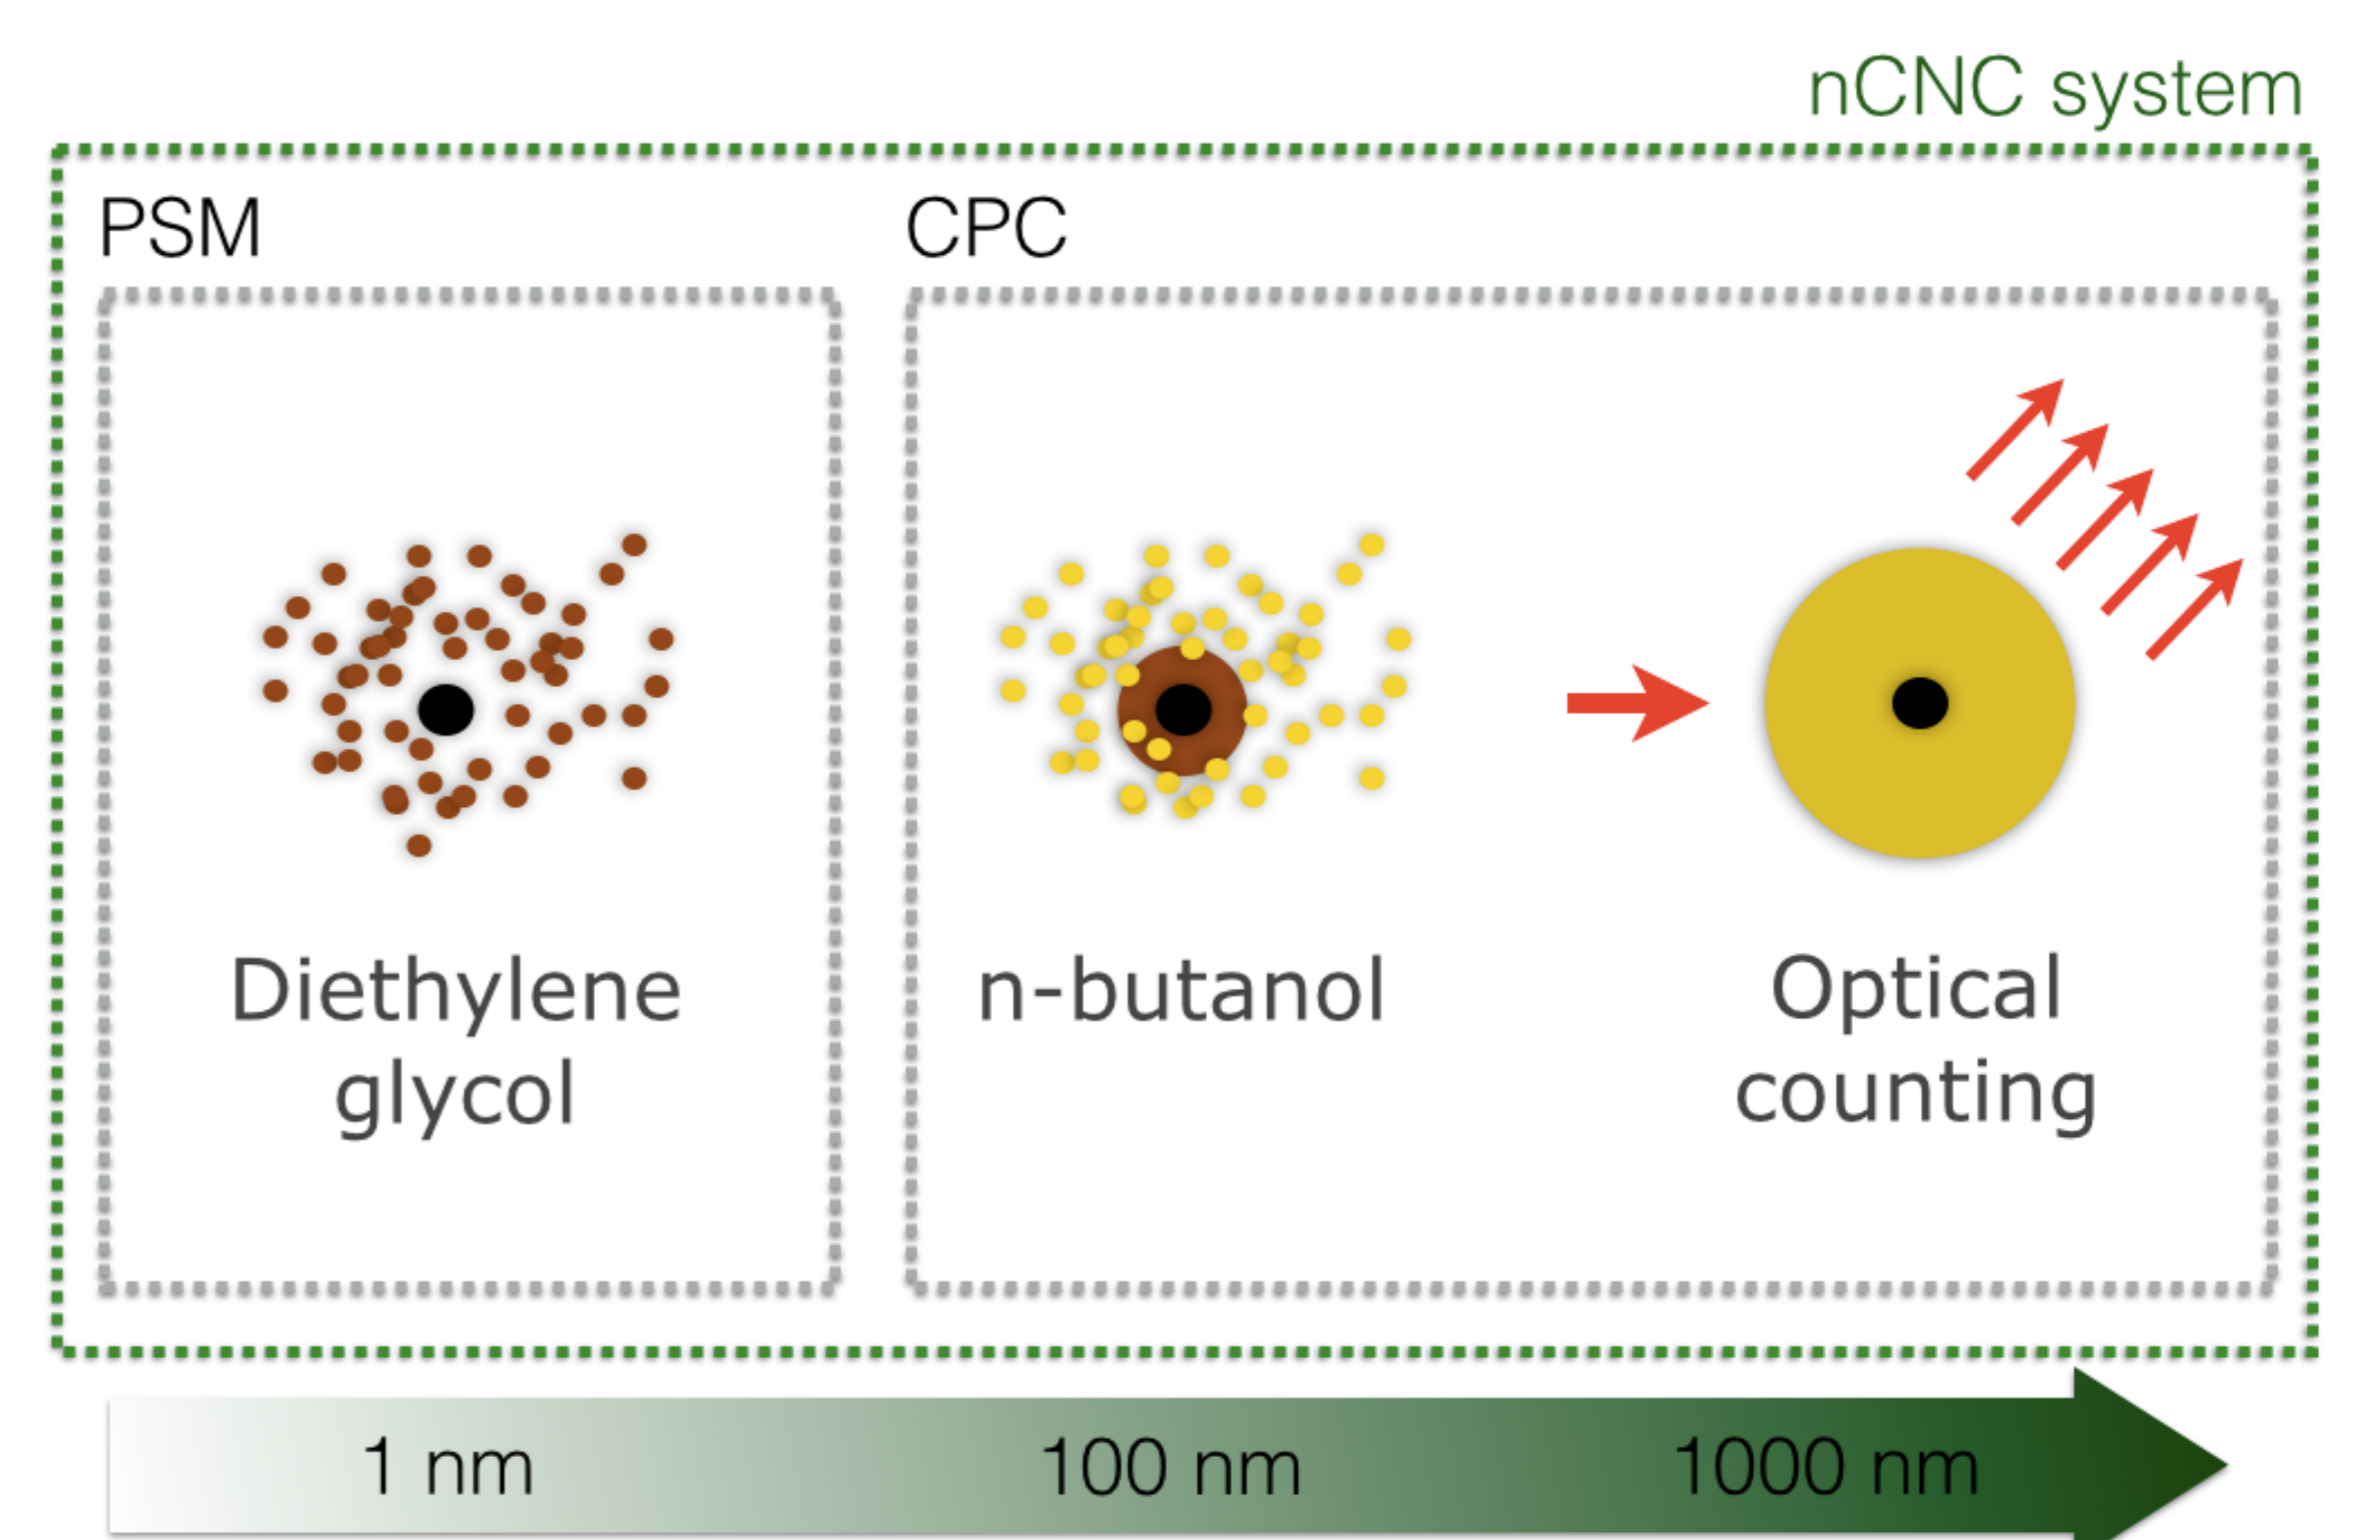 nCNC system
PSM
CPC
Diethylene
glycol
n-butanol
Optical
counting
1 nm
100 nm
1000 nm